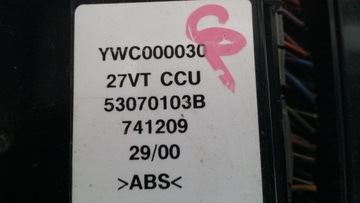 YWC000030
27VT CCU
53070103B
741209
29/00
>ABS<